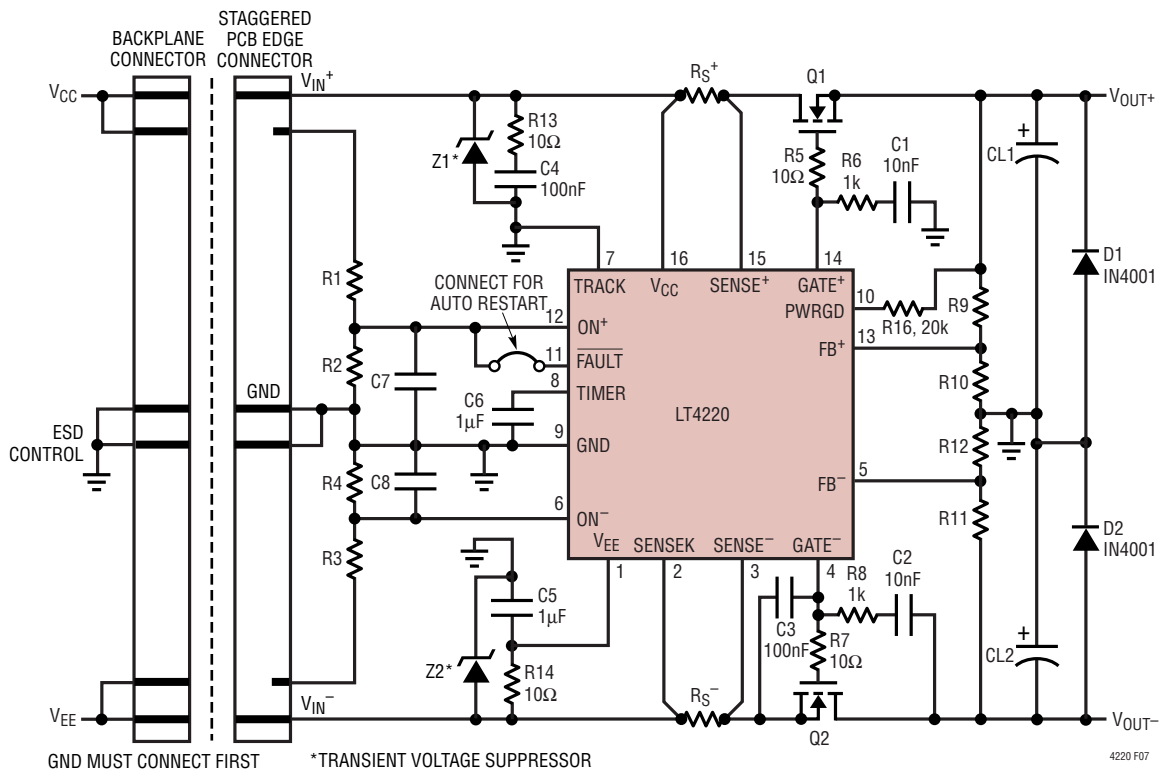 BACKPLANE
CONNECTOR
STAGGERED
PCB EDGE
CONNECTOR
VCC
VIN+
RS+
Q1
VOUT+
R13
10Ω
Z1*
C4
100nF
R5
10Ω
R6
1k
C1
10nF
CL1
+
D1
IN4001
R1
CONNECT FOR
AUTO RESTART
7
16
15
14
TRACK
VCC
SENSE+
GATE+
PWRGD
10
R16, 20k
R9
12
ON+
11
FAULT
13
FB+
R2
C7
8
TIMER
C6
1µF
R10
GND
LT4220
ESD
CONTROL
9
GND
R12
R4
C8
5
FB−
6
ON−
R11
R3
VEE
SENSEK
SENSE−
GATE−
1
2
3
4
D2
IN4001
C5
1µF
C3
100nF
R8
1k
C2
10nF
R7
10Ω
Z2*
R14
10Ω
CL2
+
VEE
VIN−
RS−
Q2
VOUT−
GND MUST CONNECT FIRST
*TRANSIENT VOLTAGE SUPPRESSOR
4220 F07